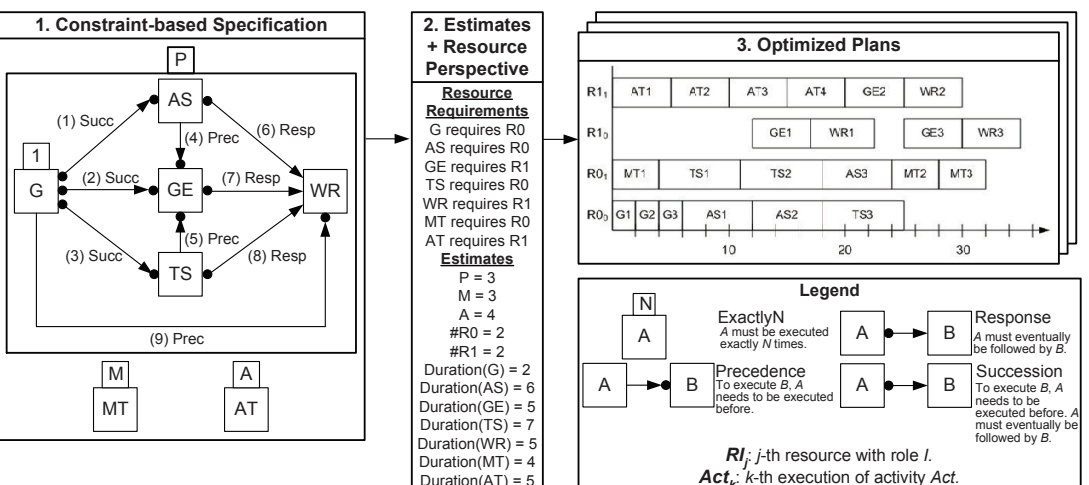 1. Constraint-based Specification
P
AS
(1) Succ
(4) Prec
(6) Resp
1
G
(2) Succ
GE
(7) Resp
WR
(3) Succ
(5) Prec
(8) Resp
TS
(9) Prec
M
MT
A
AT
2. Estimates
+ Resource
Perspective
Resource
Requirements
G requires R0
AS requires R0
GE requires R1
TS requires R0
WR requires R1
MT requires R0
AT requires R1
Estimates
P = 3
M = 3
A = 4
#R0 = 2
#R1 = 2
Duration(G) = 2
Duration(AS) = 6
Duration(GE) = 5
Duration(TS) = 7
Duration(WR) = 5
Duration(MT) = 4
Duration(AT) = 5
3. Optimized Plans
R1₁ AT1 AT2 AT3 AT4 GE2 WR2
R1₀ GE1 WR1 GE3 WR3
R0₁ MT1 TS1 TS2 AS3 MT2 MT3
R0₀ G1 G2 G3 AS1 AS2 TS3
10 20 30
Legend
N
A
ExactlyN
A must be executed
exactly N times.
A B
Response
A must eventually
be followed by B.
A B
Precedence
To execute B, A
needs to be executed
before.
A B
Succession
To execute B, A
needs to be
executed before. A
must eventually be
followed by B.
RIⱼ: j-th resource with role I.
Actₖ: k-th execution of activity Act.